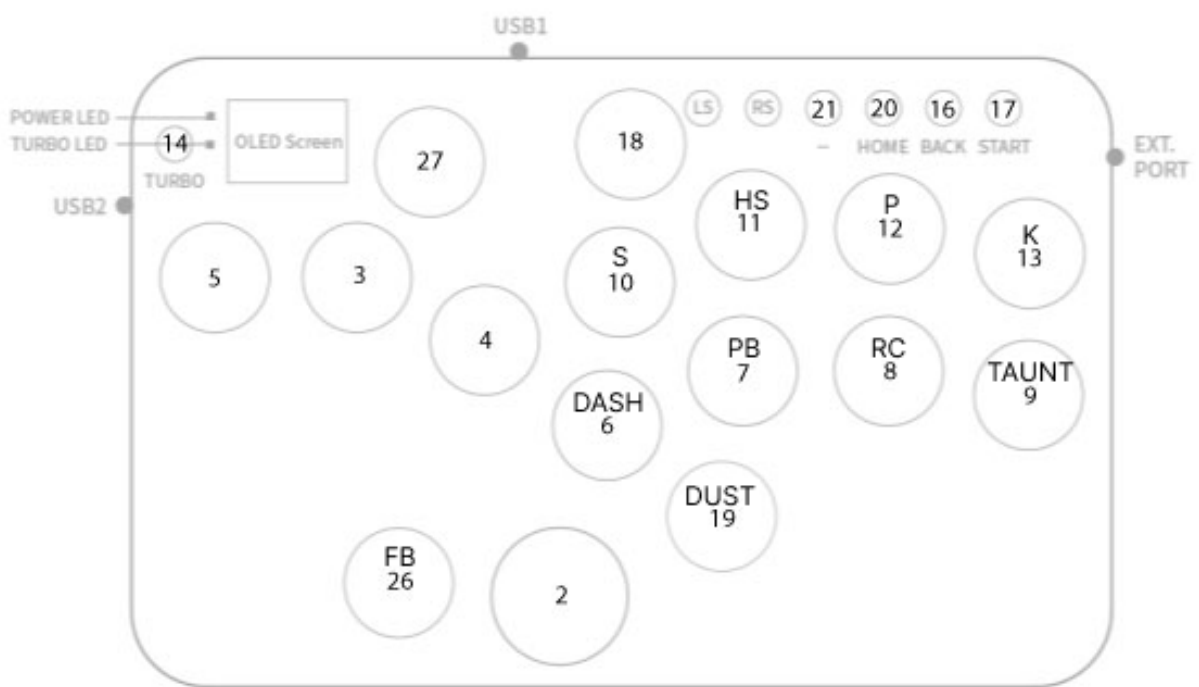 USB1
POWER LED
TURBO LED
14
TURBO
OLED Screen
USB2
27
18
LS
RS
21
20
16
17
–
HOME
BACK
START
EXT.
PORT
HS
11
P
12
K
13
5
3
S
10
4
PB
7
RC
8
TAUNT
9
DASH
6
DUST
19
FB
26
2